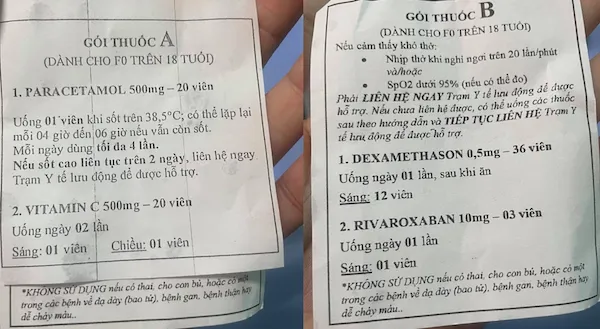 GÓI THUỐC A
(DÀNH CHO F0 TRÊN 18 TUỔI)
1. PARACETAMOL 500mg – 20 viên
Uống 01 viên khi sốt trên 38,5°C; có thể lặp lại
mỗi 04 giờ đến 06 giờ nếu vẫn còn sốt.
Mỗi ngày dùng tối đa 4 lần.
Nếu sốt cao liên tục trên 2 ngày, liên hệ ngay
Trạm Y tế lưu động để được hỗ trợ.
2. VITAMIN C 500mg – 20 viên
Uống ngày 02 lần
Sáng: 01 viên Chiều: 01 viên
*KHÔNG SỬ DỤNG nếu có thai, cho con bú, hoặc có một
trong các bệnh về dạ dày (bao tử), bệnh gan, bệnh thận hay
dễ chảy máu..
GÓI THUỐC B
(DÀNH CHO F0 TRÊN 18 TUỔI)
Nếu cảm thấy khó thở:
• Nhịp thở khi nghỉ ngơi trên 20 lần/phút
và/hoặc
• SpO2 dưới 95% (nếu có thể đo)
Phải LIÊN HỆ NGAY Trạm Y tế lưu động để được
hỗ trợ. Nếu chưa liên hệ được, có thể uống các thuốc
sau theo hướng dẫn và TIẾP TỤC LIÊN HỆ Trạm Y
tế lưu động để được hỗ trợ.
1. DEXAMETHASON 0,5mg – 36 viên
Uống ngày 01 lần, sau khi ăn
Sáng: 12 viên
2. RIVAROXABAN 10mg – 03 viên
Uống ngày 01 lần
Sáng: 01 viên
*KHÔNG SỬ DỤNG nếu có thai, cho con bú, hoặc có một
trong các bệnh về dạ dày (bao tử), bệnh gan, bệnh thận hay
dễ chảy máu..